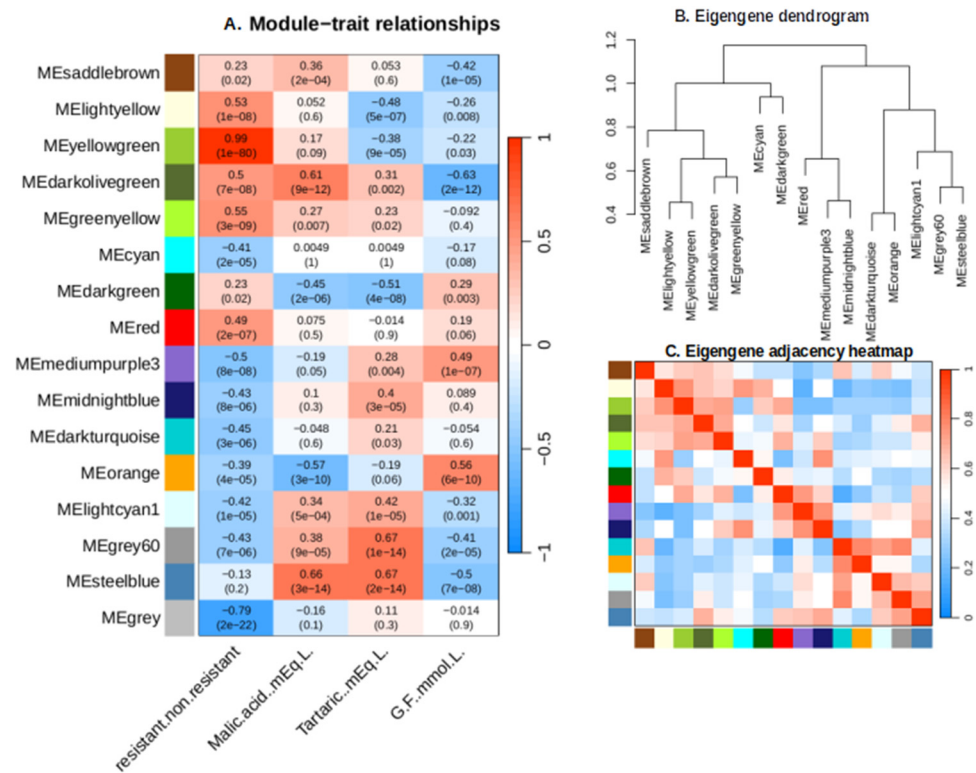 A. Module−trait relationships
MEsaddlebrown 0.23 0.36 0.053 −0.42
(0.02) (2e−04) (0.6) (1e−05)
MElightyellow 0.53 0.052 −0.48 −0.26
(1e−08) (0.6) (5e−07) (0.008)
MEyellowgreen 0.99 0.17 −0.38 −0.22
(1e−80) (0.09) (9e−05) (0.03)
MEdarkolivegreen 0.5 0.61 0.31 −0.63
(7e−08) (9e−12) (0.002) (2e−12)
MEgreenyellow 0.55 0.27 0.23 −0.092
(3e−09) (0.007) (0.02) (0.4)
MEcyan −0.41 0.0049 0.0049 −0.17
(2e−05) (1) (1) (0.08)
MEdarkgreen 0.23 −0.45 −0.51 0.29
(0.02) (2e−06) (4e−08) (0.003)
MEred 0.49 0.075 −0.014 0.19
(2e−07) (0.5) (0.9) (0.06)
MEmediumpurple3 −0.5 −0.19 0.28 0.49
(8e−08) (0.05) (0.004) (1e−07)
MEmidnightblue −0.43 0.1 0.4 0.089
(8e−06) (0.3) (3e−05) (0.4)
MEdarkturquoise −0.45 −0.048 0.21 −0.054
(3e−06) (0.6) (0.03) (0.6)
MEorange −0.39 −0.57 −0.19 0.56
(4e−05) (3e−10) (0.06) (6e−10)
MElightcyan1 −0.42 0.34 0.42 −0.32
(1e−05) (5e−04) (1e−05) (0.001)
MEgrey60 −0.43 0.38 0.67 −0.41
(7e−06) (9e−05) (1e−14) (2e−05)
MEsteelblue −0.13 0.66 0.67 −0.5
(0.2) (3e−14) (2e−14) (7e−08)
MEgrey −0.79 −0.16 0.11 −0.014
(2e−22) (0.1) (0.3) (0.9)
resistant.non.resistant
Malic.acid..mEq.L.
Tartaric..mEq.L.
G.F..mmol.L.
1
0.5
0
−0.5
−1
B. Eigengene dendrogram
1.2
1.0
0.8
0.6
0.4
MEsaddlebrown
MElightyellow
MEyellowgreen
MEdarkolivegreen
MEgreenyellow
MEcyan
MEdarkgreen
MEred
MEmediumpurple3
MEmidnightblue
MEdarkturquoise
MEorange
MElightcyan1
MEgrey60
MEsteelblue
C. Eigengene adjacency heatmap
1
0.8
0.6
0.4
0.2
0